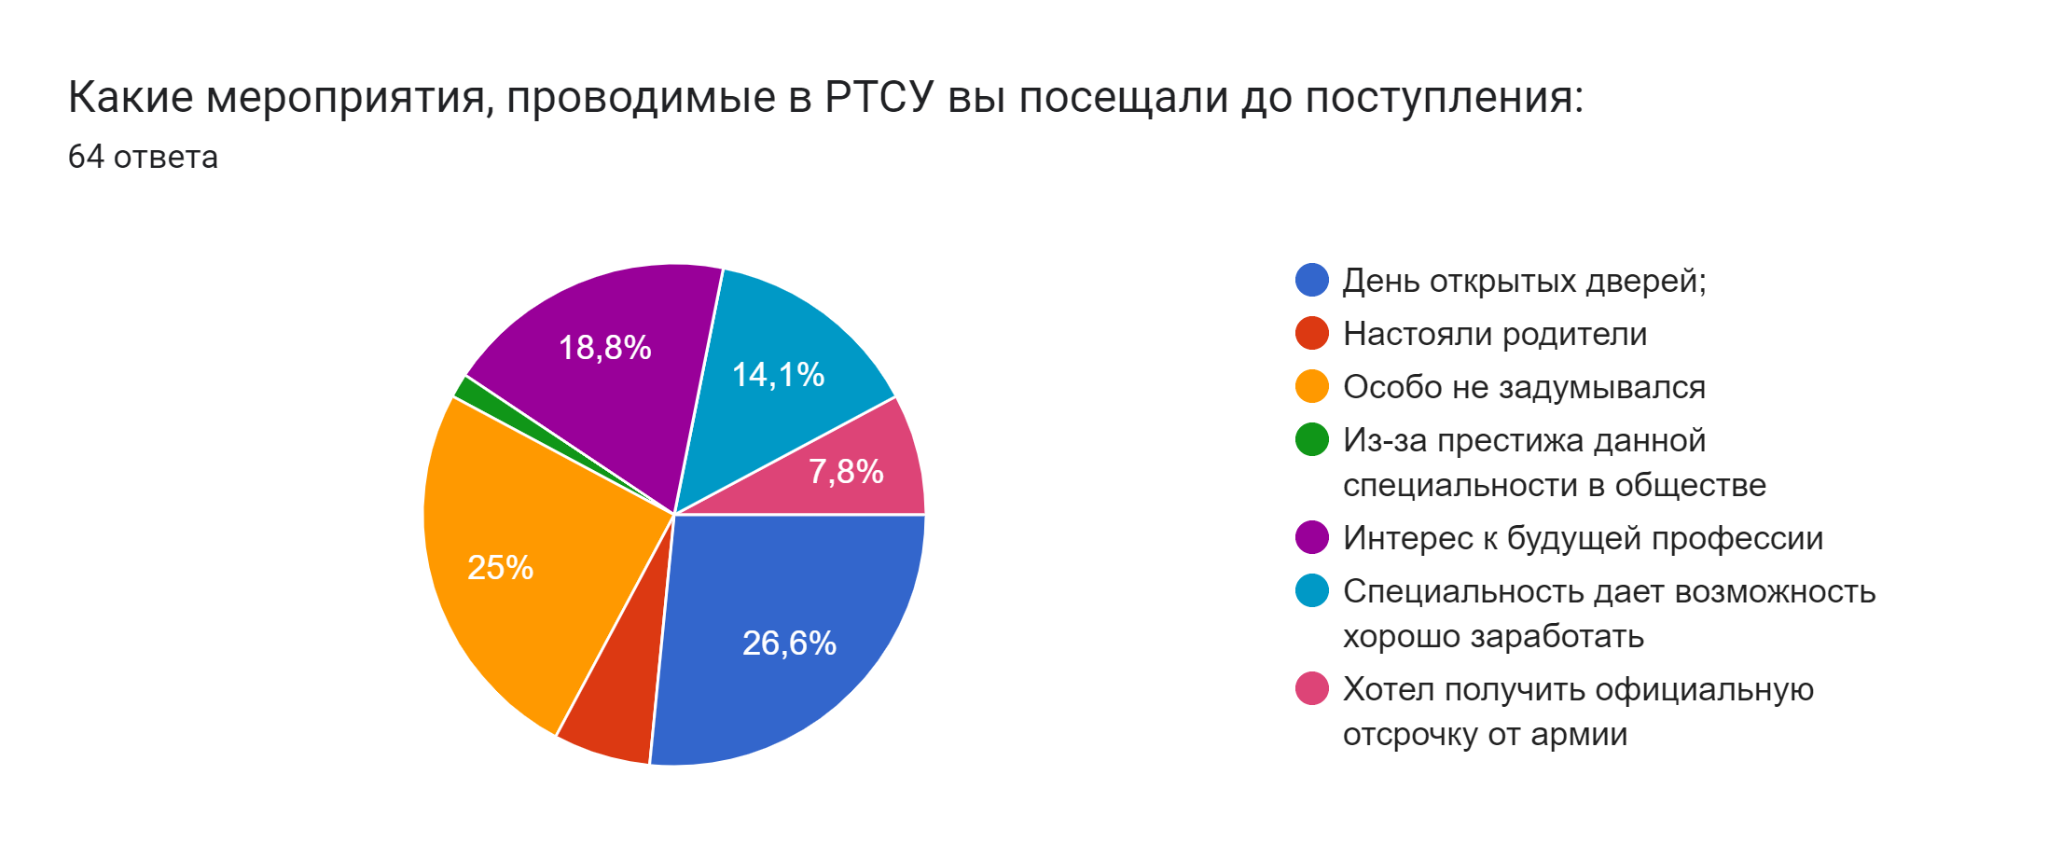 Какие мероприятия, проводимые в РТСУ вы посещали до поступления:
64 ответа
18,8%
14,1%
7,8%
25%
26,6%
День открытых дверей;
Настояли родители
Особо не задумывался
Из-за престижа данной
специальности в обществе
Интерес к будущей профессии
Специальность дает возможность
хорошо заработать
Хотел получить официальную
отсрочку от армии